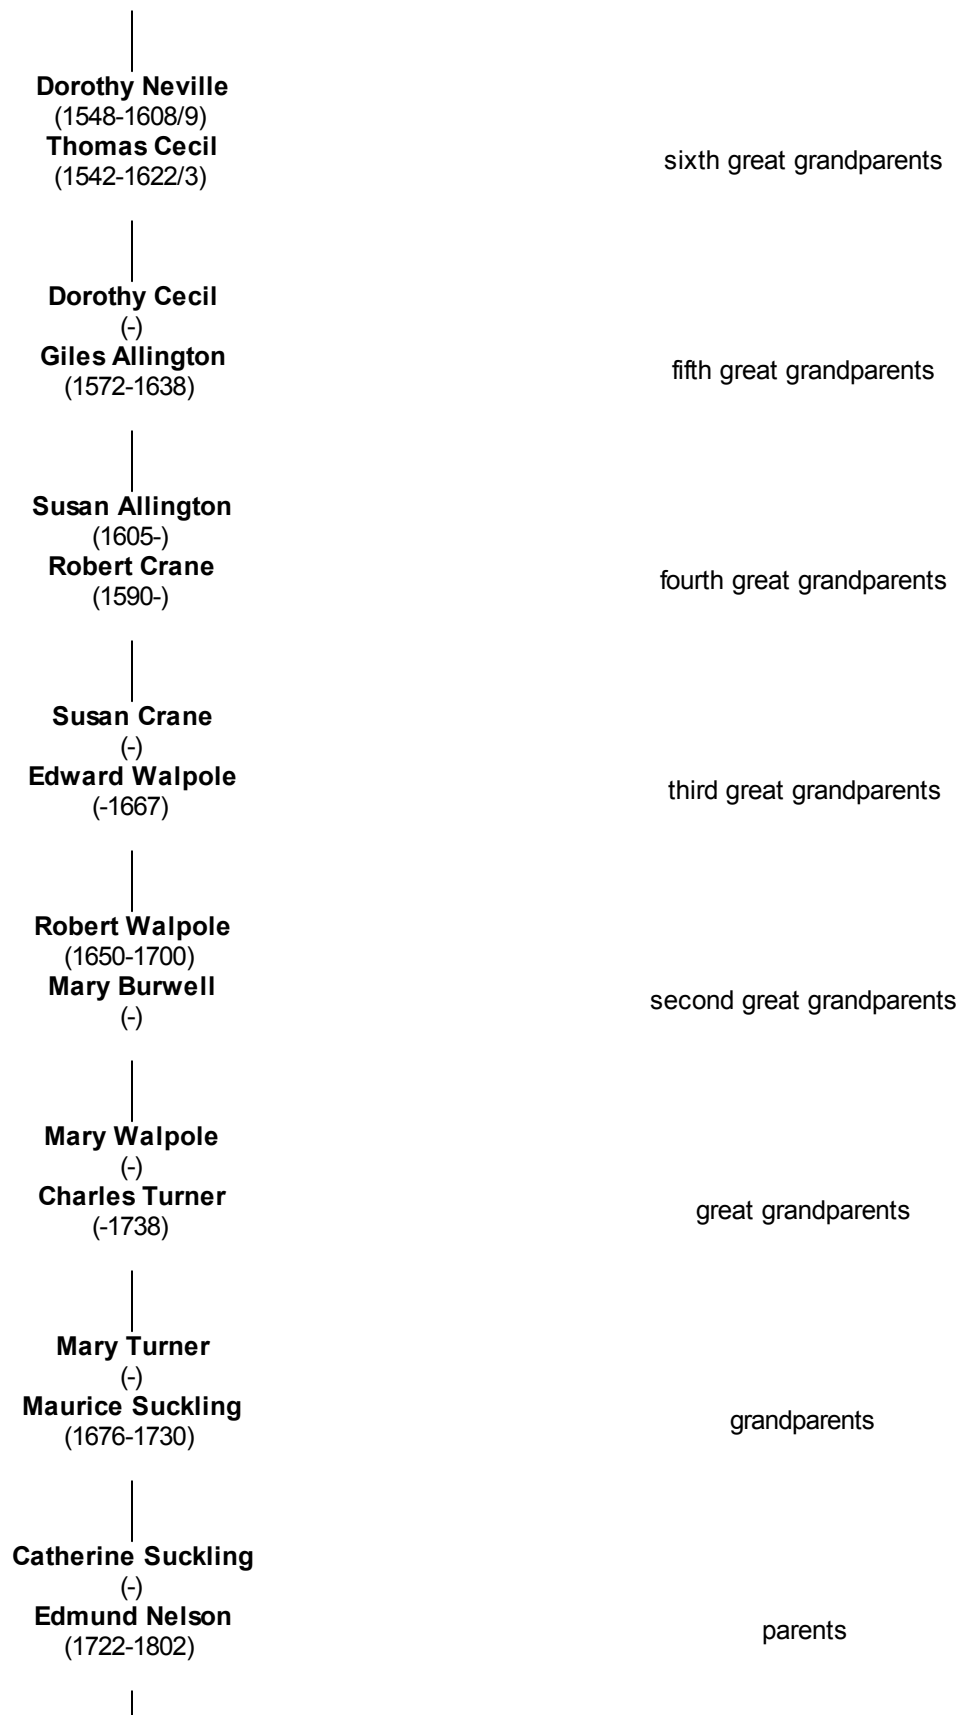 Dorothy Neville
(1548-1608/9)
Thomas Cecil
(1542-1622/3)
sixth great grandparents
Dorothy Cecil
(-)
Giles Allington
(1572-1638)
fifth great grandparents
Susan Allington
(1605-)
Robert Crane
(1590-)
fourth great grandparents
Susan Crane
(-)
Edward Walpole
(-1667)
third great grandparents
Robert Walpole
(1650-1700)
Mary Burwell
(-)
second great grandparents
Mary Walpole
(-)
Charles Turner
(-1738)
great grandparents
Mary Turner
(-)
Maurice Suckling
(1676-1730)
grandparents
Catherine Suckling
(-)
Edmund Nelson
(1722-1802)
parents